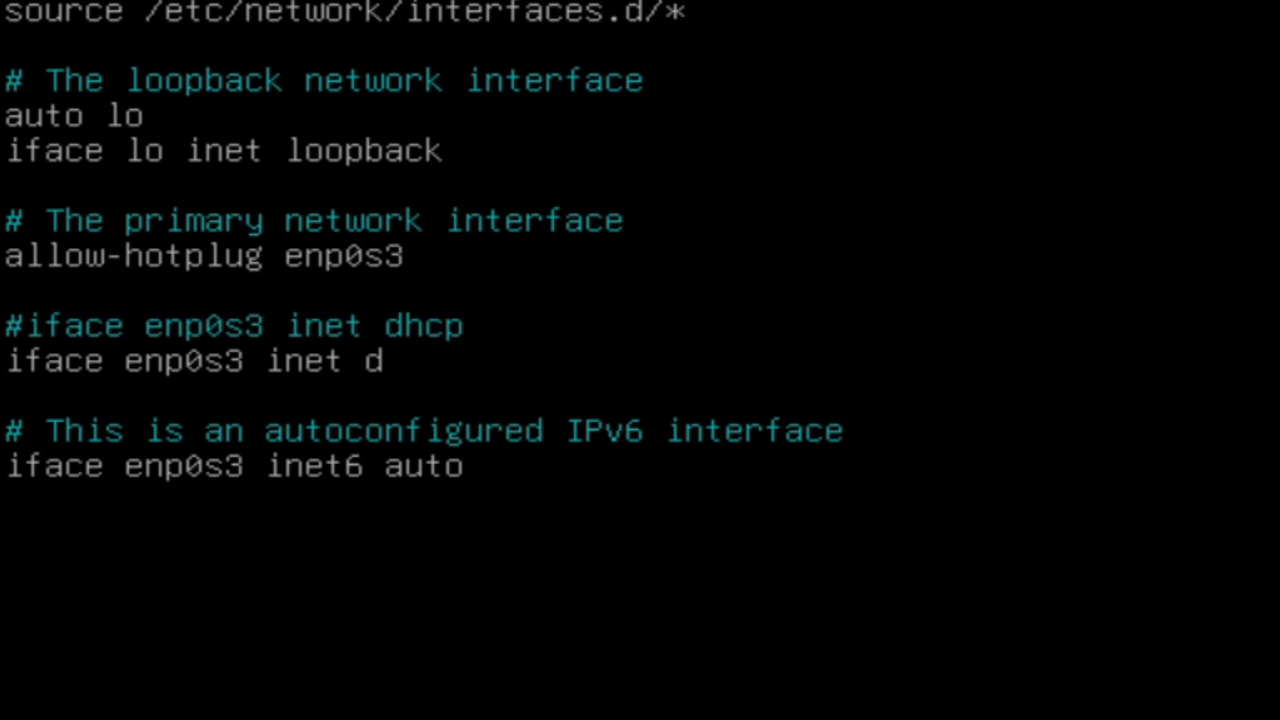 source /etc/network/interfaces.d/*
# The loopback network interface
auto lo
iface lo inet loopback
# The primary network interface
allow-hotplug enp0s3
#iface enp0s3 inet dhcp
iface enp0s3 inet d
# This is an autoconfigured IPv6 interface
iface enp0s3 inet6 auto